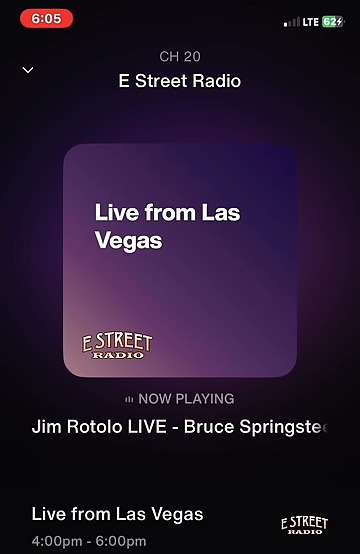 6:05
LTE 62
CH 20
E Street Radio
Live from Las
Vegas
E STREET
RADIO
NOW PLAYING
Jim Rotolo LIVE - Bruce Springstee
Live from Las Vegas
4:00pm - 6:00pm
E STREET
RADIO